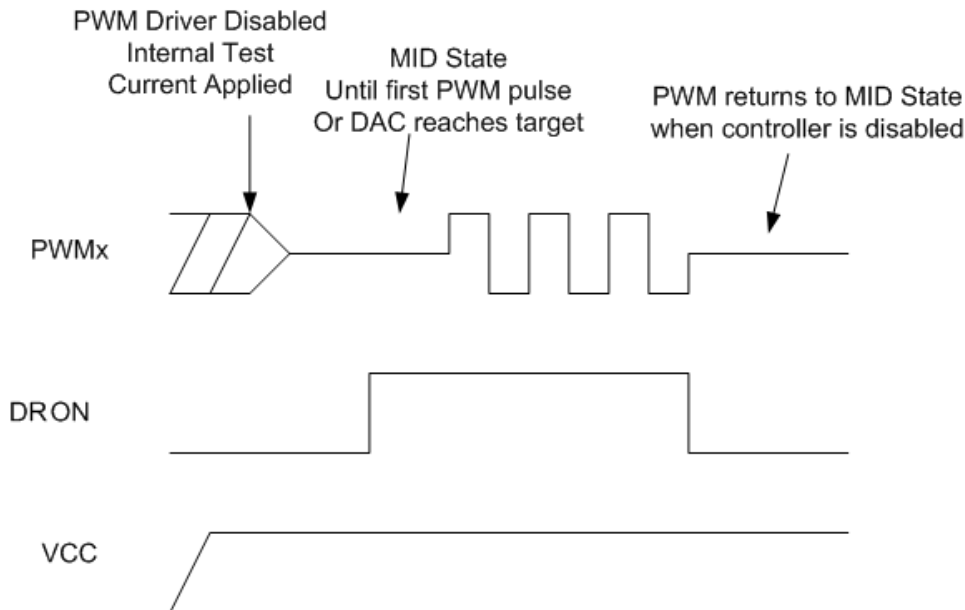 PWM Driver Disabled
Internal Test
Current Applied
MID State
Until first PWM pulse
Or DAC reaches target
PWM returns to MID State
when controller is disabled
PWMx
DRON
VCC